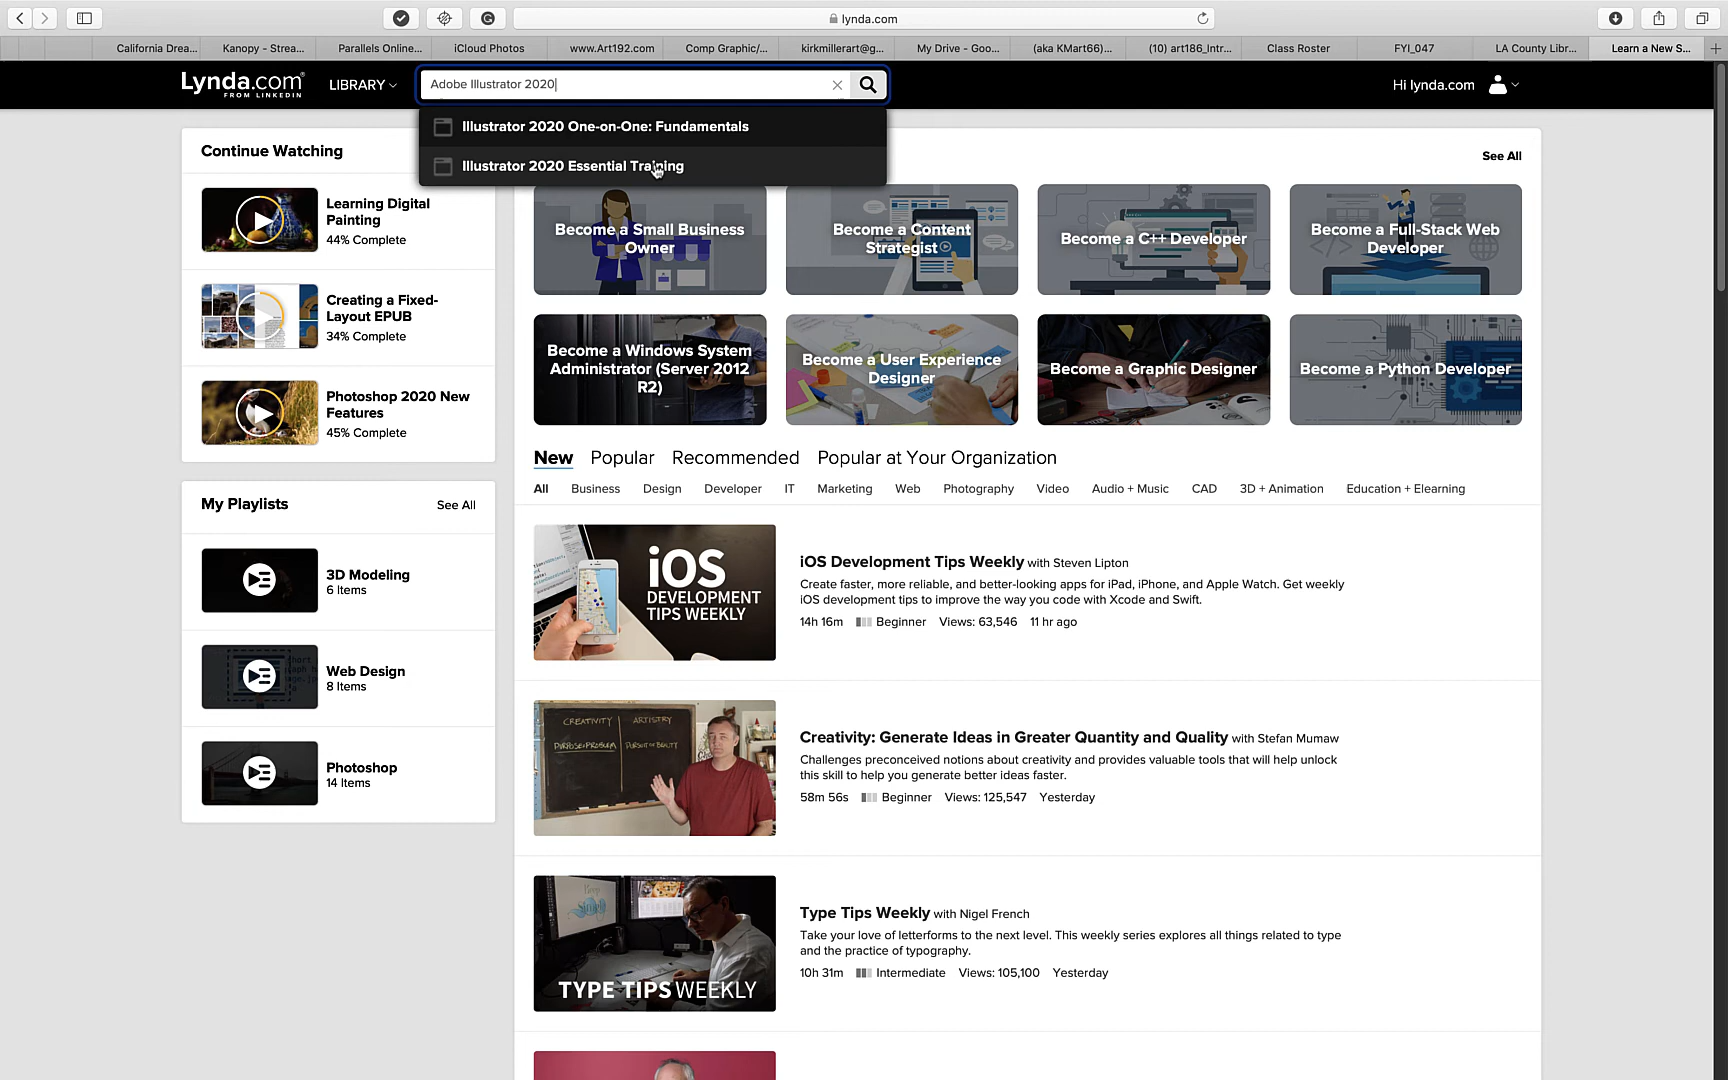 lynda.com
California Drea...
Kanopy - Strea...
Parallels Online...
iCloud Photos
www.Art192.com
Comp Graphic/...
kirkmillerart@g...
My Drive - Goo...
(aka KMart66)...
(10) art186_Intr...
Class Roster
FYI_047
LA County Libr...
Learn a New S...
Lynda.com
FROM LINKEDIN
LIBRARY
Adobe Illustrator 2020
Hi lynda.com
Illustrator 2020 One-on-One: Fundamentals
Illustrator 2020 Essential Training
Continue Watching
See All
Learning Digital
Painting
44% Complete
Creating a Fixed-
Layout EPUB
34% Complete
Photoshop 2020 New
Features
45% Complete
Become a Small Business
Owner
Become a Content
Strategist
Become a C++ Developer
Become a Full-Stack Web
Developer
Become a Windows System
Administrator (Server 2012
R2)
Become a User Experience
Designer
Become a Graphic Designer
Become a Python Developer
My Playlists
See All
3D Modeling
6 Items
Web Design
8 Items
Photoshop
14 Items
New
Popular
Recommended
Popular at Your Organization
All
Business
Design
Developer
IT
Marketing
Web
Photography
Video
Audio + Music
CAD
3D + Animation
Education + Elearning
iOS
DEVELOPMENT
TIPS WEEKLY
iOS Development Tips Weekly with Steven Lipton
Create faster, more reliable, and better-looking apps for iPad, iPhone, and Apple Watch. Get weekly
iOS development tips to improve the way you code with Xcode and Swift.
14h 16m Beginner Views: 63,546 11 hr ago
CREATIVITY
ARTISTRY
PURPOSE+PROBLEM
PURSUIT OF BEAUTY
Creativity: Generate Ideas in Greater Quantity and Quality with Stefan Mumaw
Challenges preconceived notions about creativity and provides valuable tools that will help unlock
this skill to help you generate better ideas faster.
58m 56s Beginner Views: 125,547 Yesterday
TYPE TIPS WEEKLY
Type Tips Weekly with Nigel French
Take your love of letterforms to the next level. This weekly series explores all things related to type
and the practice of typography.
10h 31m Intermediate Views: 105,100 Yesterday